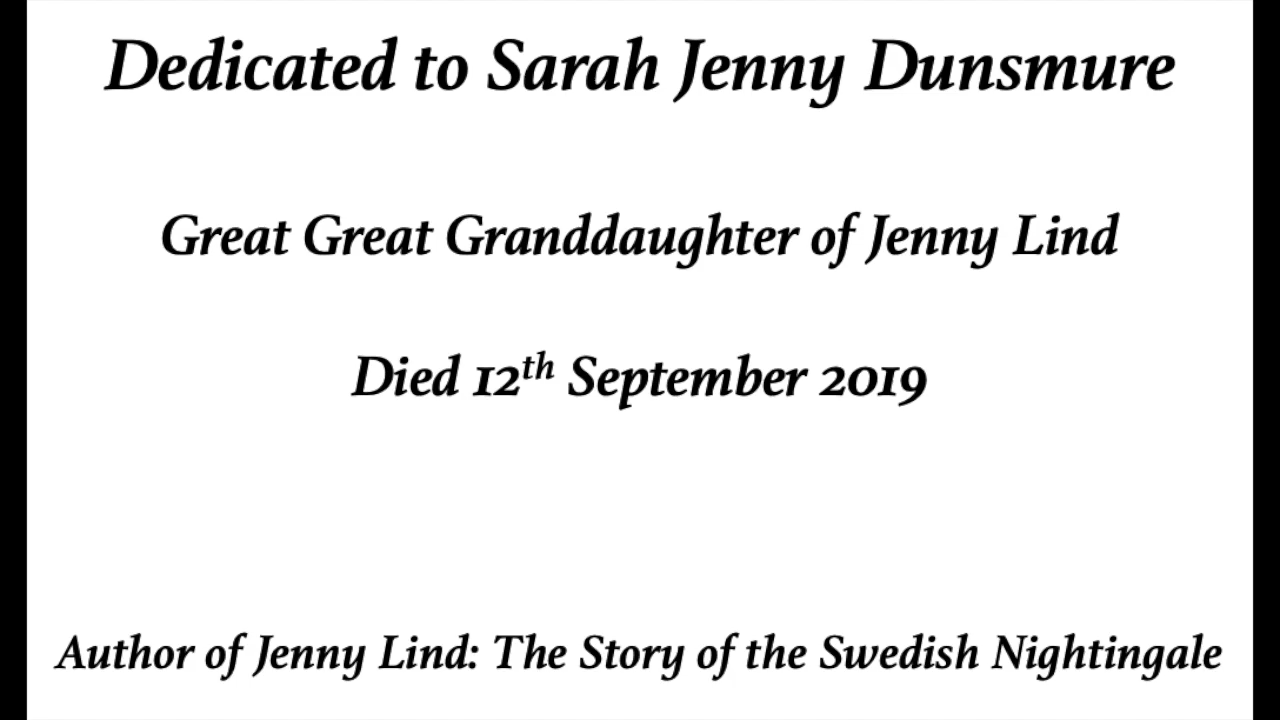 Dedicated to Sarah Jenny Dunsmure
Great Great Granddaughter of Jenny Lind
Died 12th September 2019
Author of Jenny Lind: The Story of the Swedish Nightingale